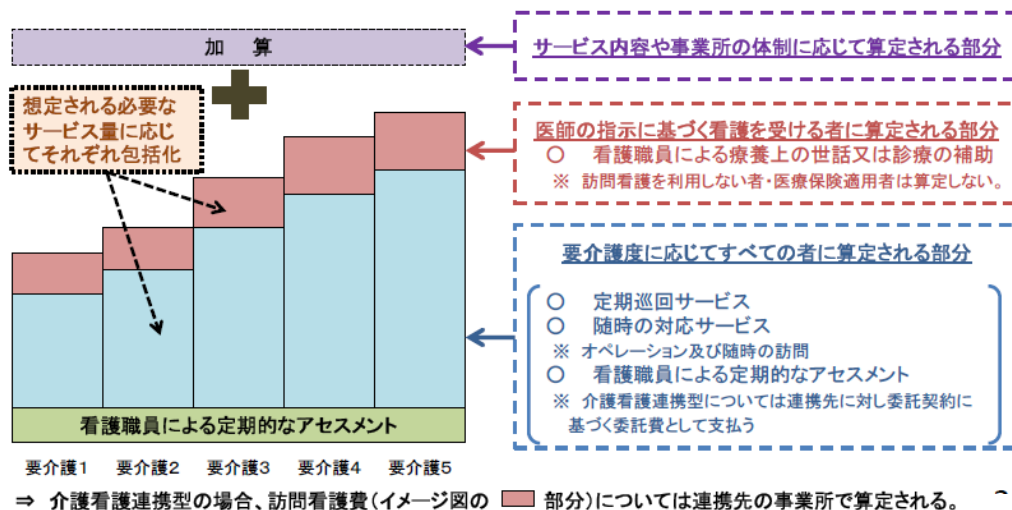 加　算
サービス内容や事業所の体制に応じて算定される部分
想定される必要な
サービス量に応じ
てそれぞれ包括化
医師の指示に基づく看護を受ける者に算定される部分
○　看護職員による療養上の世話又は診療の補助
※ 訪問看護を利用しない者・医療保険適用者は算定しない。
要介護度に応じてすべての者に算定される部分
○　定期巡回サービス
○　随時の対応サービス
※ オペレーション及び随時の訪問
○　看護職員による定期的なアセスメント
※ 介護看護連携型については連携先に対し委託契約に
基づく委託費として支払う
看護職員による定期的なアセスメント
要介護1　要介護2　要介護3　要介護4　要介護5
⇒ 介護看護連携型の場合、訪問看護費(イメージ図の　部分)については連携先の事業所で算定される。